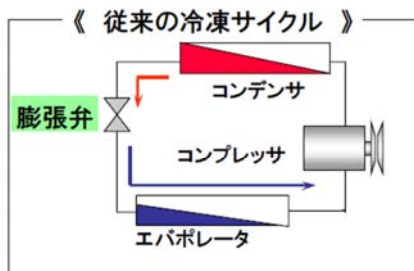 《 従来の冷凍サイクル 》
コンデンサ
膨張弁
コンプレッサ
エバポレータ